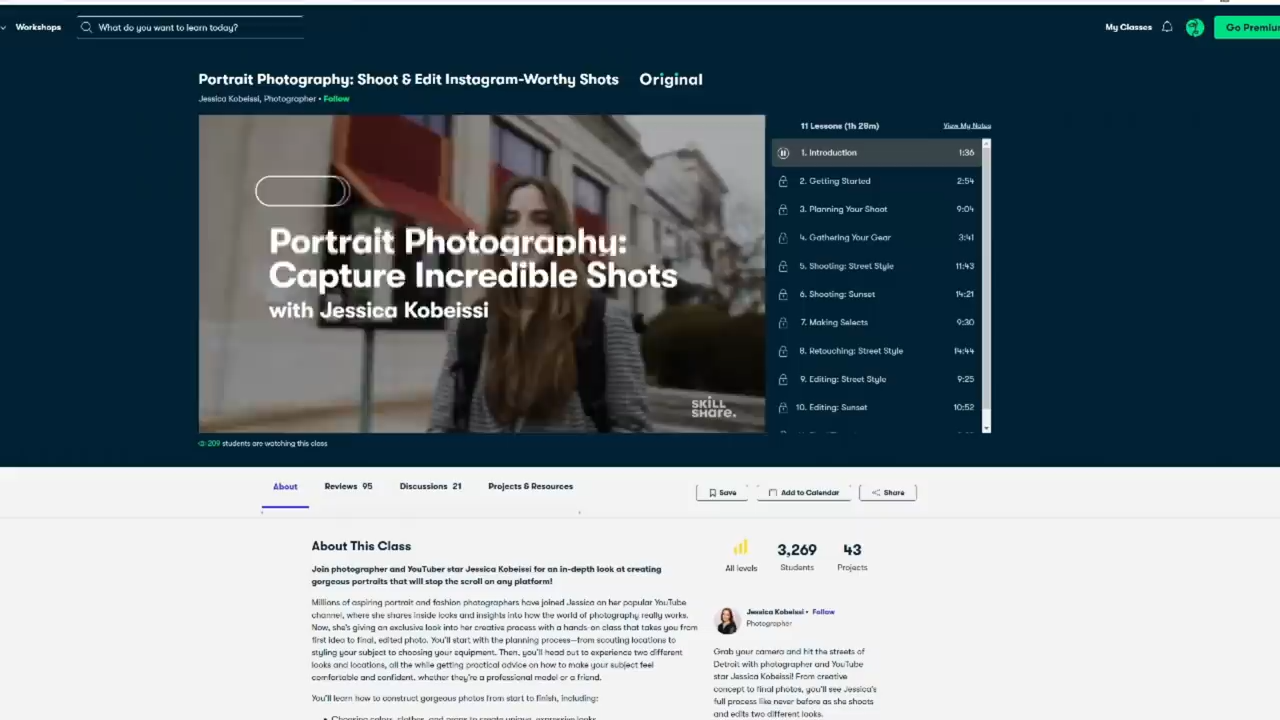 Workshops
What do you want to learn today?
My Classes
Go Premium
Portrait Photography: Shoot & Edit Instagram-Worthy Shots Original
Jessica Kobeissi, Photographer • Follow
Portrait Photography:
Capture Incredible Shots
with Jessica Kobeissi
SKILL
SHARE.
11 Lessons (1h 28m) View My Notes
1. Introduction 1:36
2. Getting Started 2:54
3. Planning Your Shoot 9:04
4. Gathering Your Gear 3:41
5. Shooting: Street Style 11:43
6. Shooting: Sunset 14:21
7. Making Selects 9:30
8. Retouching: Street Style 14:44
9. Editing: Street Style 9:25
10. Editing: Sunset 10:52
209 students are watching this class
About Reviews 95 Discussions 21 Projects & Resources
Save Add to Calendar Share
About This Class
Join photographer and YouTuber star Jessica Kobeissi for an in-depth look at creating
gorgeous portraits that will stop the scroll on any platform!
Millions of aspiring portrait and fashion photographers have joined Jessica on her popular YouTube
channel, where she shares inside looks and insights into how the world of photography really works.
Now, she's giving an exclusive look into her creative process with a hands-on class that takes you from
first idea to final, edited photo. You'll start with the planning process—from scouting locations to
styling your subject to choosing your equipment. Then, you'll head out to experience two different
looks and locations, all the while getting practical advice on how to make your subject feel
comfortable and confident, whether they're a professional model or a friend.
You'll learn how to construct gorgeous photos from start to finish, including:
Choosing colors, clothes, and props to create unique, expressive looks
All levels
3,269
Students
43
Projects
Jessica Kobeissi • Follow
Photographer
Grab your camera and hit the streets of
Detroit with photographer and YouTube
star Jessica Kobeissi! From creative
concept to final photos, you'll see Jessica's
full process like never before as she shoots
and edits two different looks.